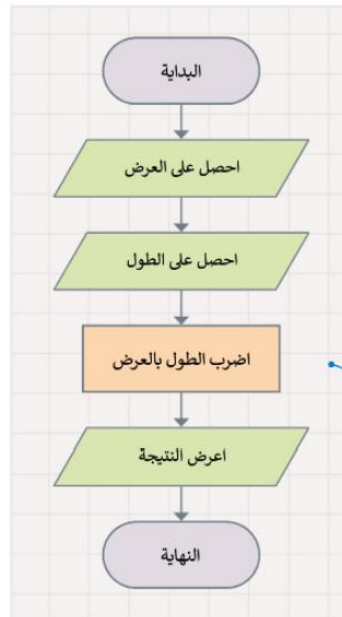 البداية
احصل على العرض
احصل على الطول
اضرب الطول بالعرض
اعرض النتيجة
النهاية